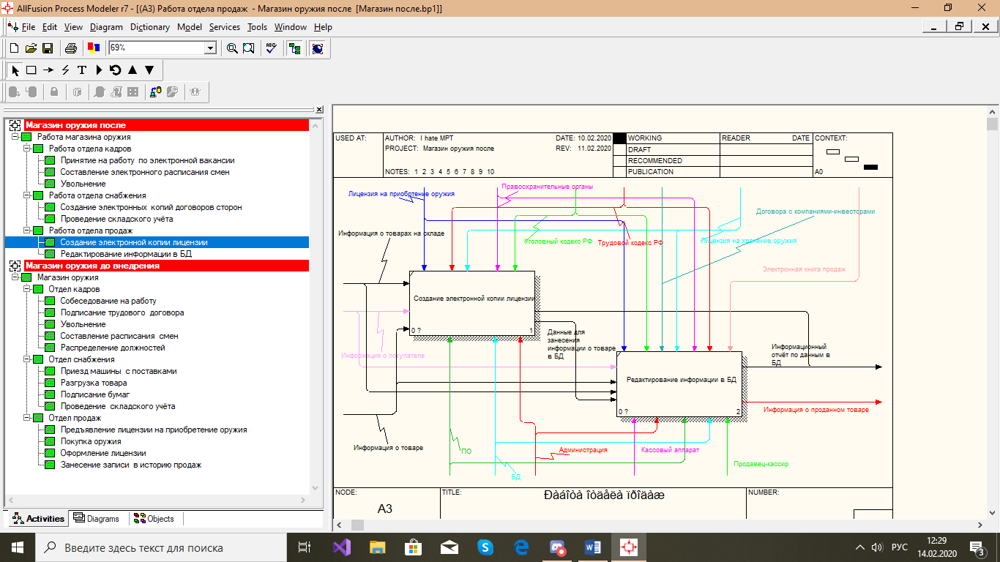 AllFusion Process Modeler r7 - [(A3) Работа отдела продаж - Магазин оружия после [Магазин после.bp1]]
File Edit View Diagram Dictionary Model Services Tools Window Help
69%
ABC
T
Магазин оружия после
Работа магазина оружия
Работа отдела кадров
Принятие на работу по электронной вакансии
Составление электронного расписания смен
Увольнение
Работа отдела снабжения
Создание электронных копий договоров сторон
Проведение складского учёта
Работа отдела продаж
Создание электронной копии лицензии
Редактирование информации в БД
Магазин оружия до внедрения
Магазин оружия
Отдел кадров
Собеседование на работу
Подписание трудового договора
Увольнение
Составление расписания смен
Распределение должностей
Отдел снабжения
Приезд машины с поставками
Разгрузка товара
Подписание бумаг
Проведение складского учёта
Отдел продаж
Предъявление лицензии на приобретение оружия
Покупка оружия
Оформление лицензии
Занесение записи в историю продаж
Activities Diagrams Objects
USED AT:
AUTHOR: I hate MPT
DATE: 10.02.2020
PROJECT: Магазин оружия после
REV: 11.02.2020
NOTES: 1 2 3 4 5 6 7 8 9 10
WORKING
DRAFT
RECOMMENDED
PUBLICATION
READER DATE
CONTEXT:
A0
Правоохранительные органы
Лицензия на приобртение оружия
Договора с компаниями-инвесторами
Информация о товарах на складе
Уголовный кодекс РФ
Трудовой кодекс РФ
Лицензия на хранение оружия
Электронная книга продаж
Создание электронной копии лицензии
0 ? 1
Данные для
занесения
информации о товаре
в БД
Информационный
отчёт по данным в
БД
Информация о покупателе
Редактирование информации в БД
0 ? 2
Информация о проданном товаре
Информация о товаре
ПО
Администрация
Кассовый аппарат
Продавец-кассир
БД
NODE:
A3
TITLE:
Ðàáîòà îòäåëà ïðîäàæ
NUMBER:
Введите здесь текст для поиска
РУС
12:29
14.02.2020
3